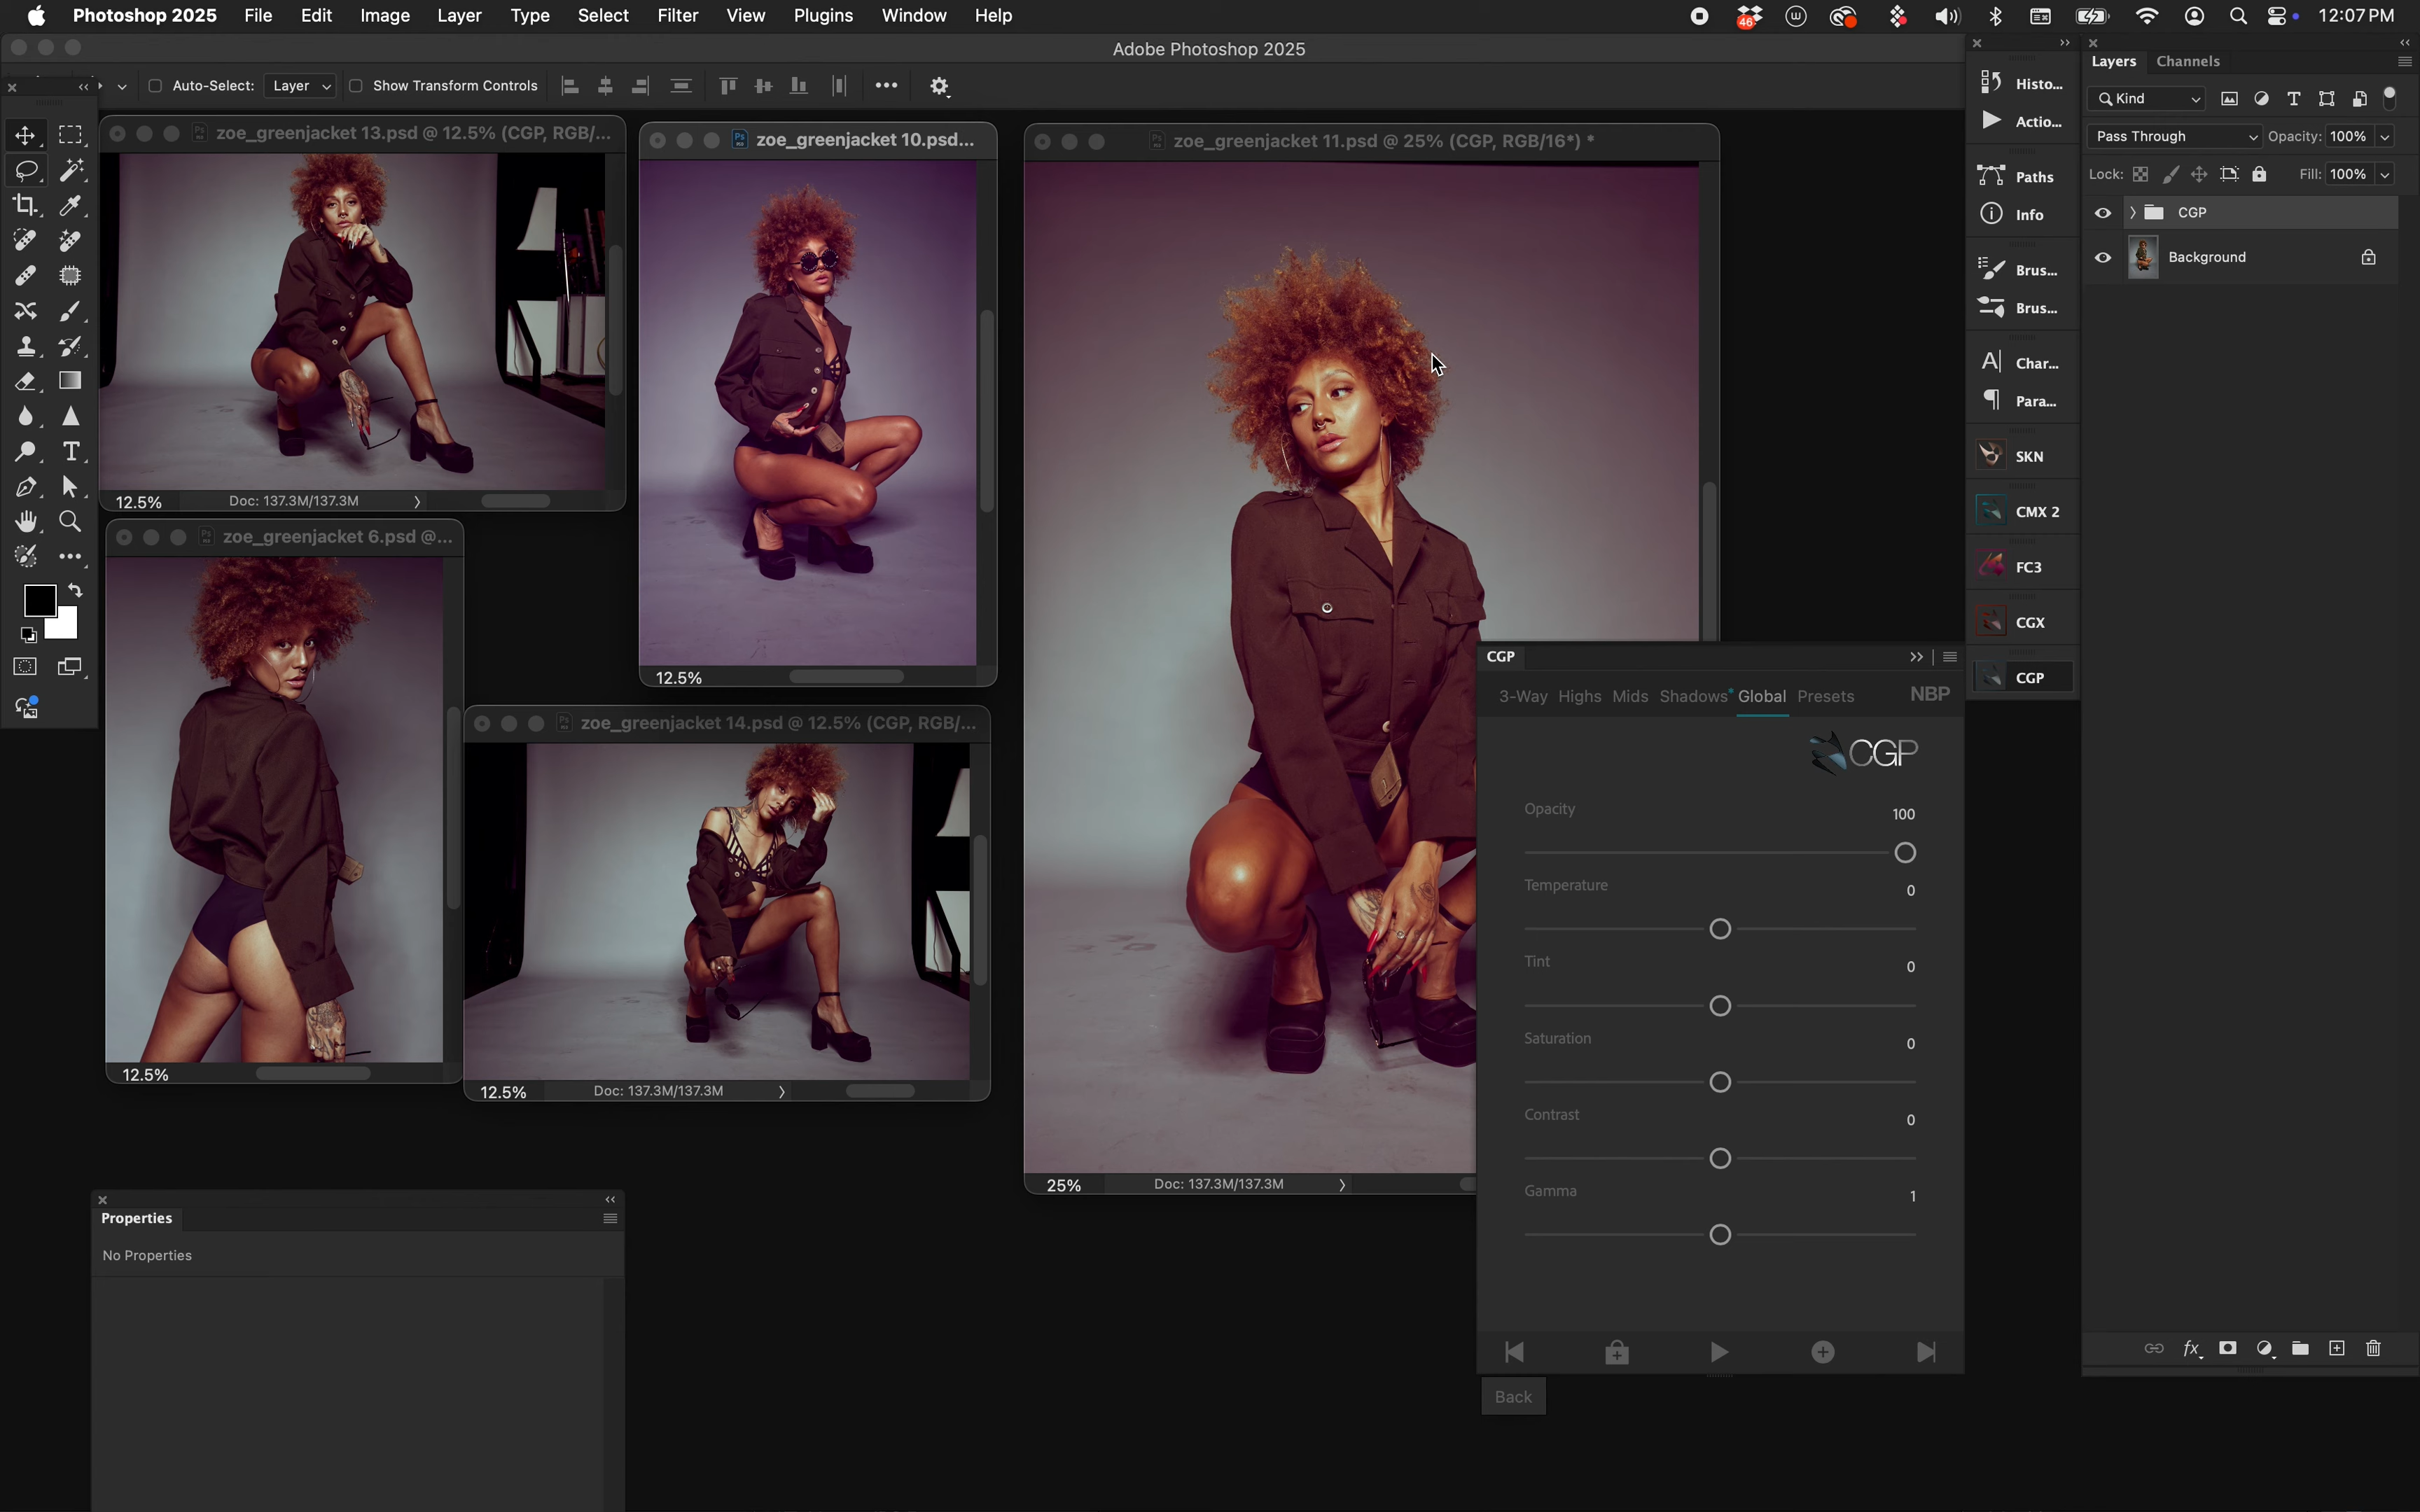 Photoshop 2025 File Edit Image Layer Type Select Filter View Plugins Window Help 46 12:07 PM
Adobe Photoshop 2025
Auto-Select: Layer Show Transform Controls
zoe_greenjacket 13.psd @ 12.5% (CGP, RGB/...
12.5% Doc: 137.3M/137.3M
zoe_greenjacket 10.psd...
12.5%
zoe_greenjacket 11.psd @ 25% (CGP, RGB/16*) *
25% Doc: 137.3M/137.3M
zoe_greenjacket 6.psd @...
12.5%
zoe_greenjacket 14.psd @ 12.5% (CGP, RGB/...
12.5% Doc: 137.3M/137.3M
Properties
No Properties
CGP
3-Way Highs Mids Shadows Global Presets NBP
CGP
Opacity 100
Temperature 0
Tint 0
Saturation 0
Contrast 0
Gamma 1
Back
Histo...
Actio...
Paths
Info
Brus...
Brus...
Char...
Para...
SKN
CMX 2
FC3
CGX
CGP
Layers Channels
Kind
Pass Through Opacity: 100%
Lock: Fill: 100%
CGP
Background